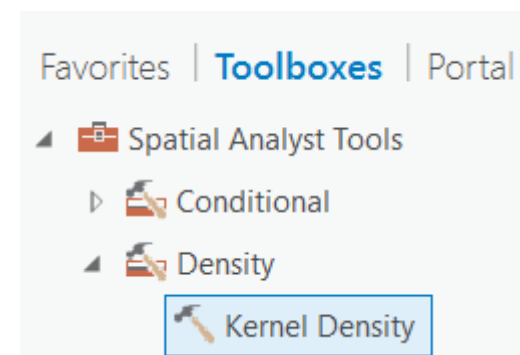 Favorites | Toolboxes | Portal
Spatial Analyst Tools
Conditional
Density
Kernel Density